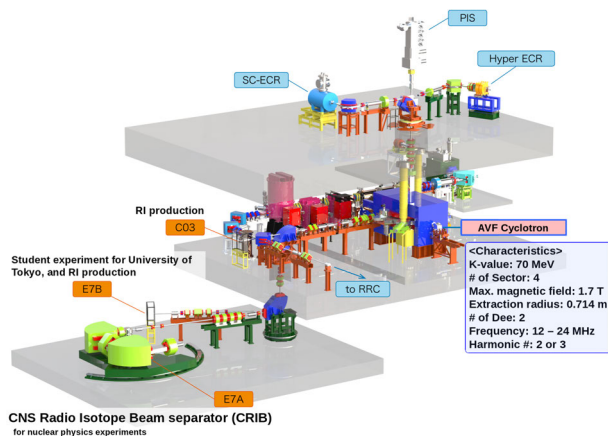 PIS
SC-ECR
Hyper ECR
RI production
C03
AVF Cyclotron
<Characteristics>
K-value: 70 MeV
# of Sector: 4
Max. magnetic field: 1.7 T
Extraction radius: 0.714 m
# of Dee: 2
Frequency: 12 – 24 MHz
Harmonic #: 2 or 3
Student experiment for University of
Tokyo, and RI production
to RRC
E7B
E7A
CNS Radio Isotope Beam separator (CRIB)
for nuclear physics experiments